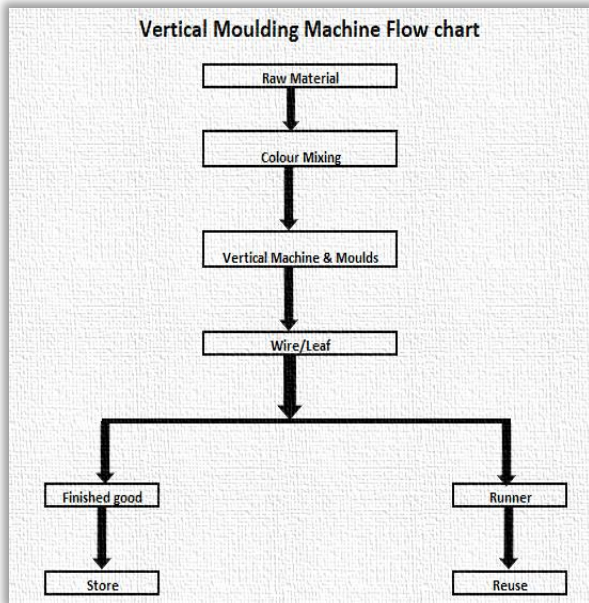 Vertical Moulding Machine Flow chart
Raw Material
Colour Mixing
Vertical Machine & Moulds
Wire/Leaf
Finished good
Runner
Store
Reuse